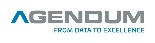 AGENDUM
FROM DATA TO EXCELLENCE